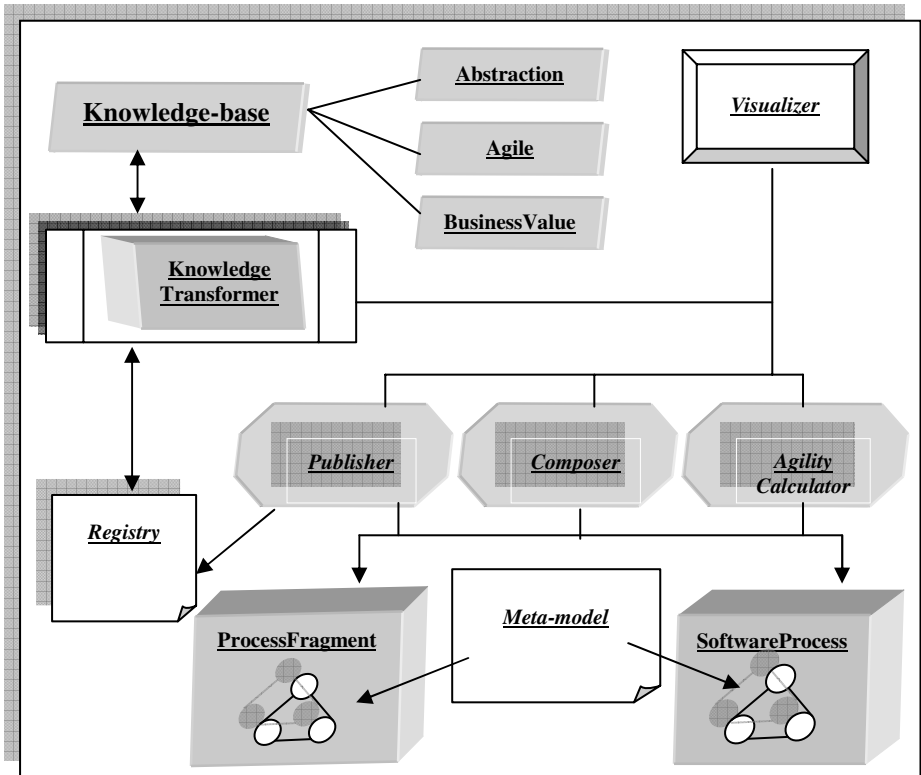 Knowledge-base
Abstraction
Agile
BusinessValue
Visualizer
Knowledge
Transformer
Publisher
Composer
Agility
Calculator
Registry
ProcessFragment
Meta-model
SoftwareProcess